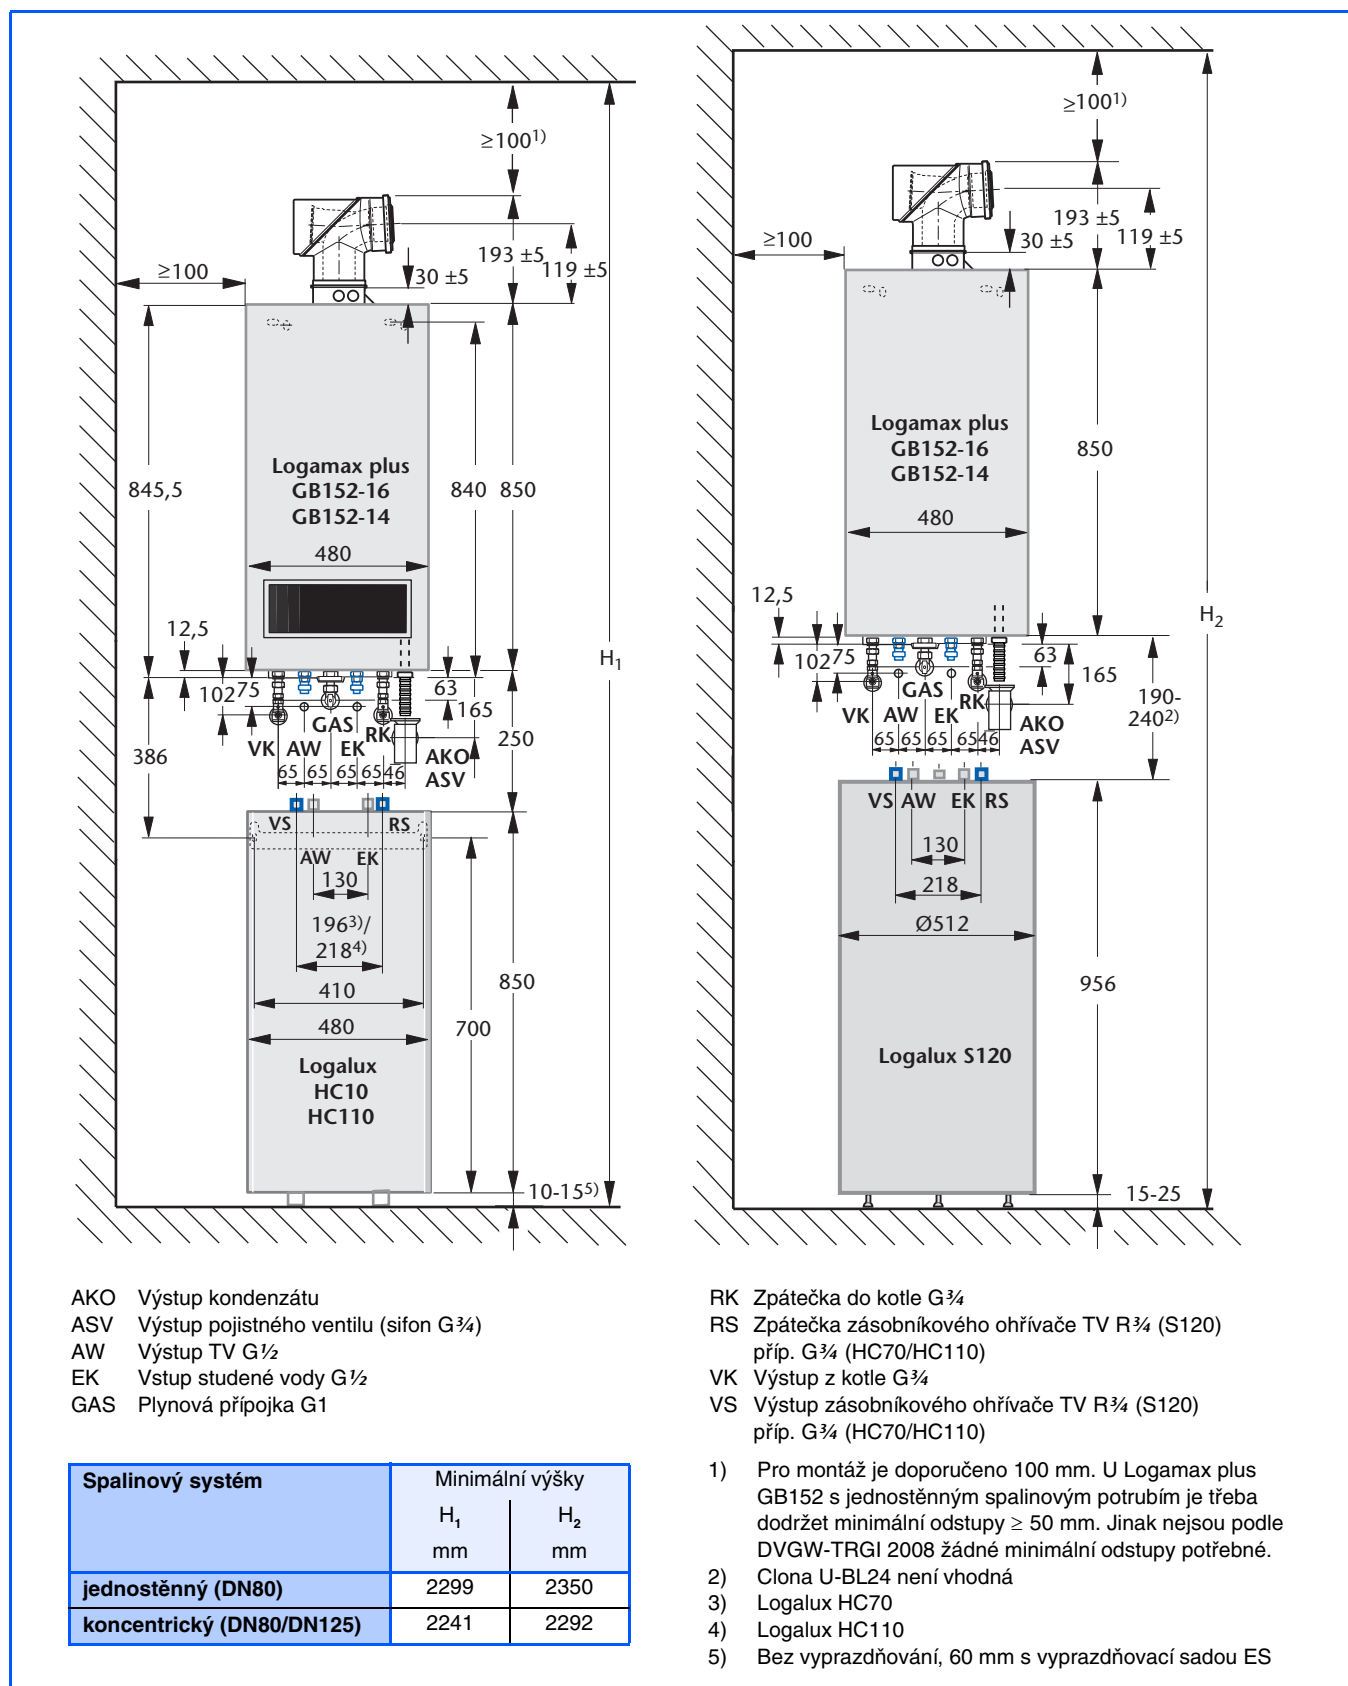 ≥100¹⁾
193 ±5
119 ±5
30 ±5
≥100
Logamax plus
GB152-16
GB152-14
845,5
840
850
480
H₁
12,5
102
75
63
165
GAS
RK
VK
AW
EK
AKO
ASV
65
65
65
65
46
386
250
VS
RS
AW
EK
130
196³⁾/
218⁴⁾
410
480
850
700
Logalux
HC10
HC110
10-15⁵⁾
≥100¹⁾
193 ±5
119 ±5
30 ±5
≥100
Logamax plus
GB152-16
GB152-14
850
480
H₂
12,5
102
75
63
165
190-
240²⁾
GAS
RK
VK
AW
EK
AKO
ASV
65
65
65
65
46
VS
AW
EK
RS
130
218
Ø512
956
Logalux S120
15-25
AKO Výstup kondenzátu
ASV Výstup pojistného ventilu (sifon G¾)
AW Výstup TV G½
EK Vstup studené vody G½
GAS Plynová přípojka G1
RK Zpátečka do kotle G¾
RS Zpátečka zásobníkového ohřívače TV R¾ (S120)
příp. G¾ (HC70/HC110)
VK Výstup z kotle G¾
VS Výstup zásobníkového ohřívače TV R¾ (S120)
příp. G¾ (HC70/HC110)
Spalinový systém Minimální výšky
H₁ H₂
mm mm
jednostěnný (DN80) 2299 2350
koncentrický (DN80/DN125) 2241 2292
1) Pro montáž je doporučeno 100 mm. U Logamax plus
GB152 s jednostěnným spalinovým potrubím je třeba
dodržet minimální odstupy ≥ 50 mm. Jinak nejsou podle
DVGW-TRGI 2008 žádné minimální odstupy potřebné.
2) Clona U-BL24 není vhodná
3) Logalux HC70
4) Logalux HC110
5) Bez vyprazdňování, 60 mm s vyprazdňovací sadou ES